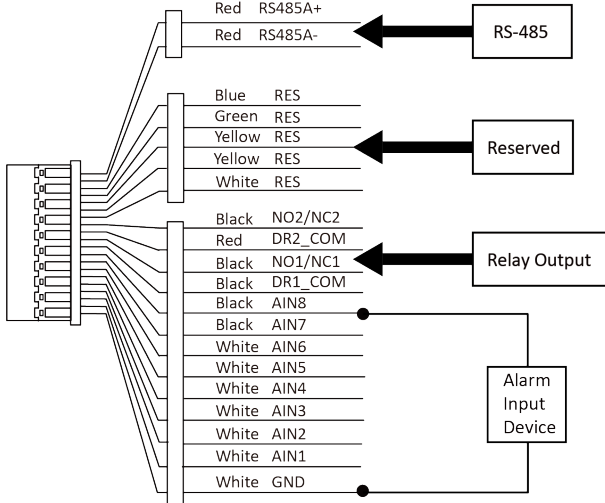 Red RS485A+
Red RS485A-
RS-485
Blue RES
Green RES
Yellow RES
Yellow RES
White RES
Reserved
Black NO2/NC2
Red DR2_COM
Black NO1/NC1
Black DR1_COM
Relay Output
Black AIN8
Black AIN7
White AIN6
White AIN5
White AIN4
White AIN3
White AIN2
White AIN1
White GND
Alarm
Input
Device